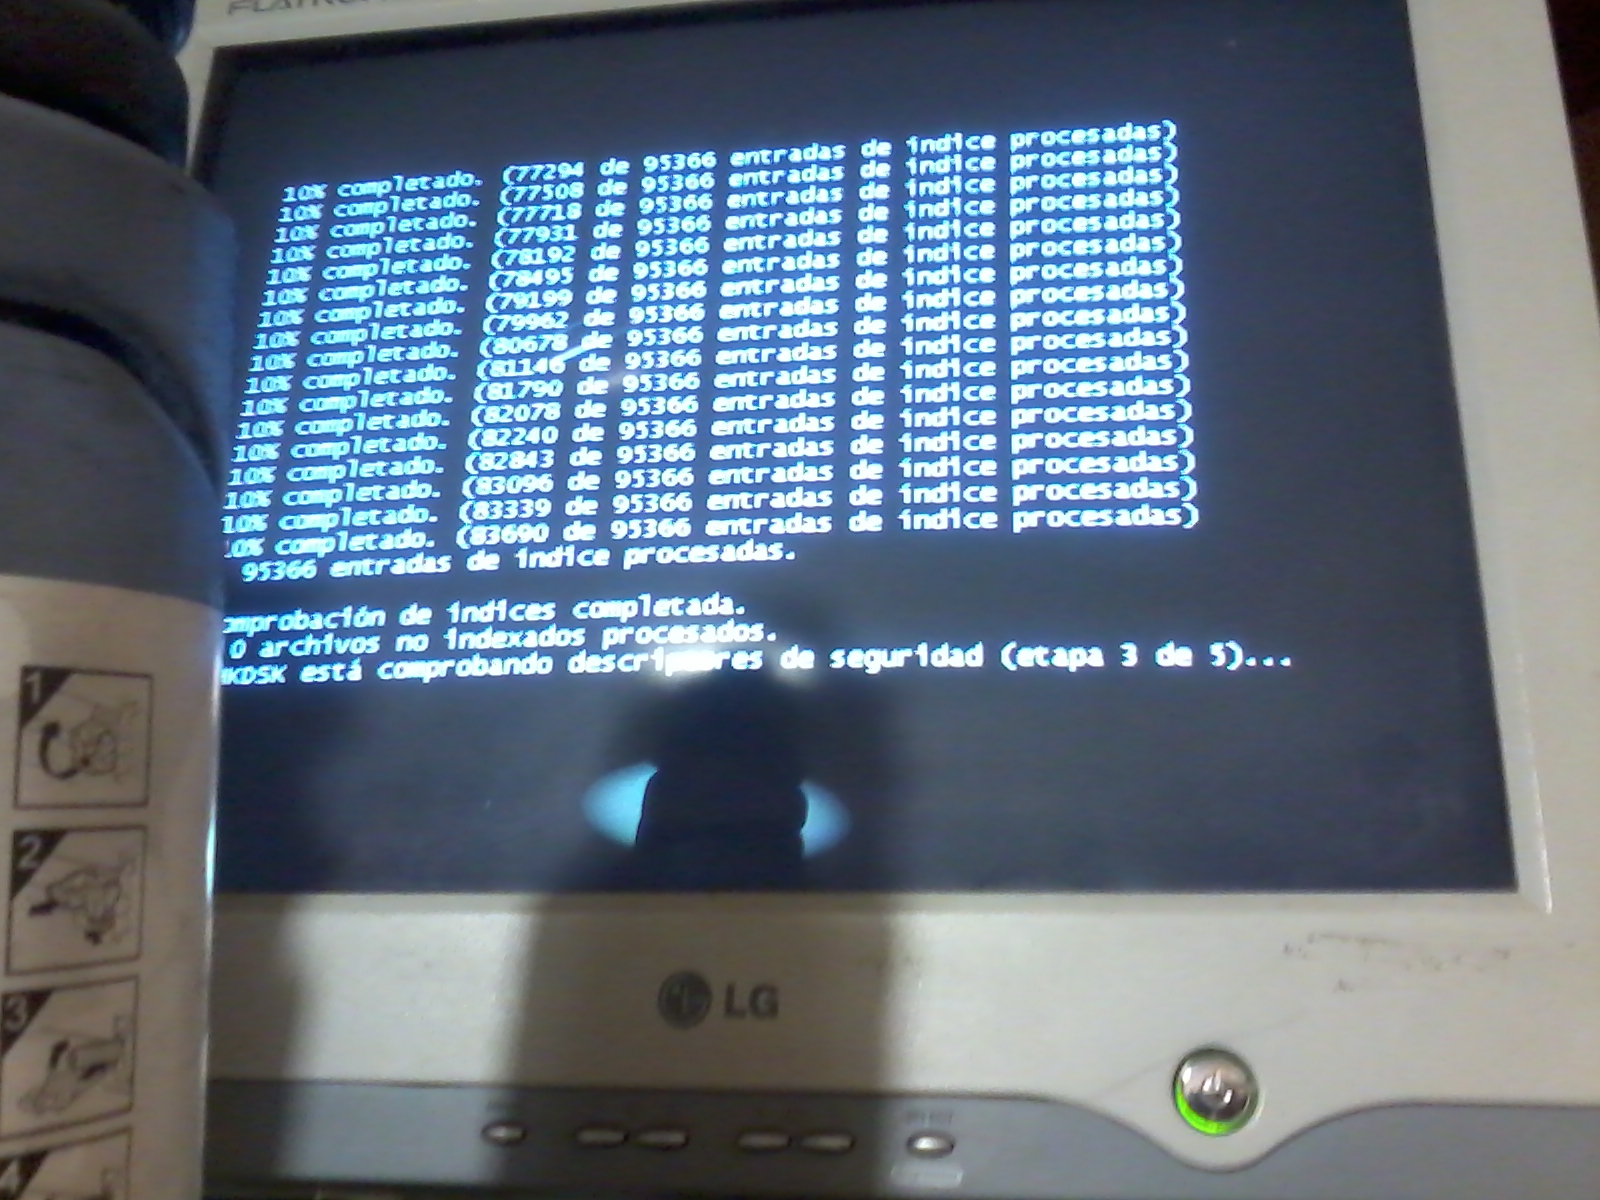 10% completado. (77294 de 95366 entradas de índice procesadas)
10% completado. (77508 de 95366 entradas de índice procesadas)
10% completado. (77718 de 95366 entradas de índice procesadas)
10% completado. (77931 de 95366 entradas de índice procesadas)
10% completado. (78192 de 95366 entradas de índice procesadas)
10% completado. (78495 de 95366 entradas de índice procesadas)
10% completado. (79199 de 95366 entradas de índice procesadas)
10% completado. (79962 de 95366 entradas de índice procesadas)
10% completado. (80678 de 95366 entradas de índice procesadas)
10% completado. (81146 de 95366 entradas de índice procesadas)
10% completado. (81790 de 95366 entradas de índice procesadas)
10% completado. (82078 de 95366 entradas de índice procesadas)
10% completado. (82240 de 95366 entradas de índice procesadas)
10% completado. (82843 de 95366 entradas de índice procesadas)
10% completado. (83096 de 95366 entradas de índice procesadas)
10% completado. (83339 de 95366 entradas de índice procesadas)
10% completado. (83690 de 95366 entradas de índice procesadas)
95366 entradas de índice procesadas.
omprobación de índices completada.
0 archivos no indexados procesados.
KDSK está comprobando descriptores de seguridad (etapa 3 de 5)...
LG
1
2
3
4